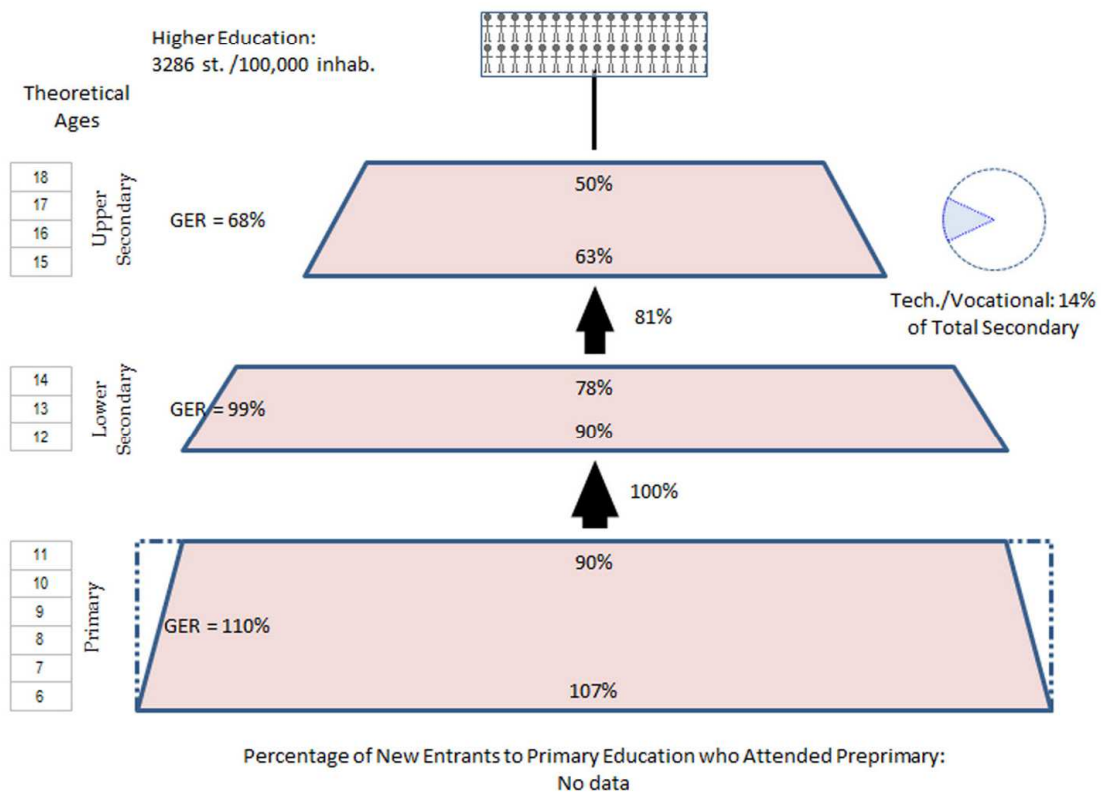 Higher Education:
3286 st. /100,000 inhab.
Theoretical
Ages
18
17
16
15
Upper
Secondary
GER = 68%
50%
63%
Tech./Vocational: 14%
of Total Secondary
81%
14
13
12
Lower
Secondary
GER = 99%
78%
90%
100%
11
10
9
8
7
6
Primary
GER = 110%
90%
107%
Percentage of New Entrants to Primary Education who Attended Preprimary:
No data